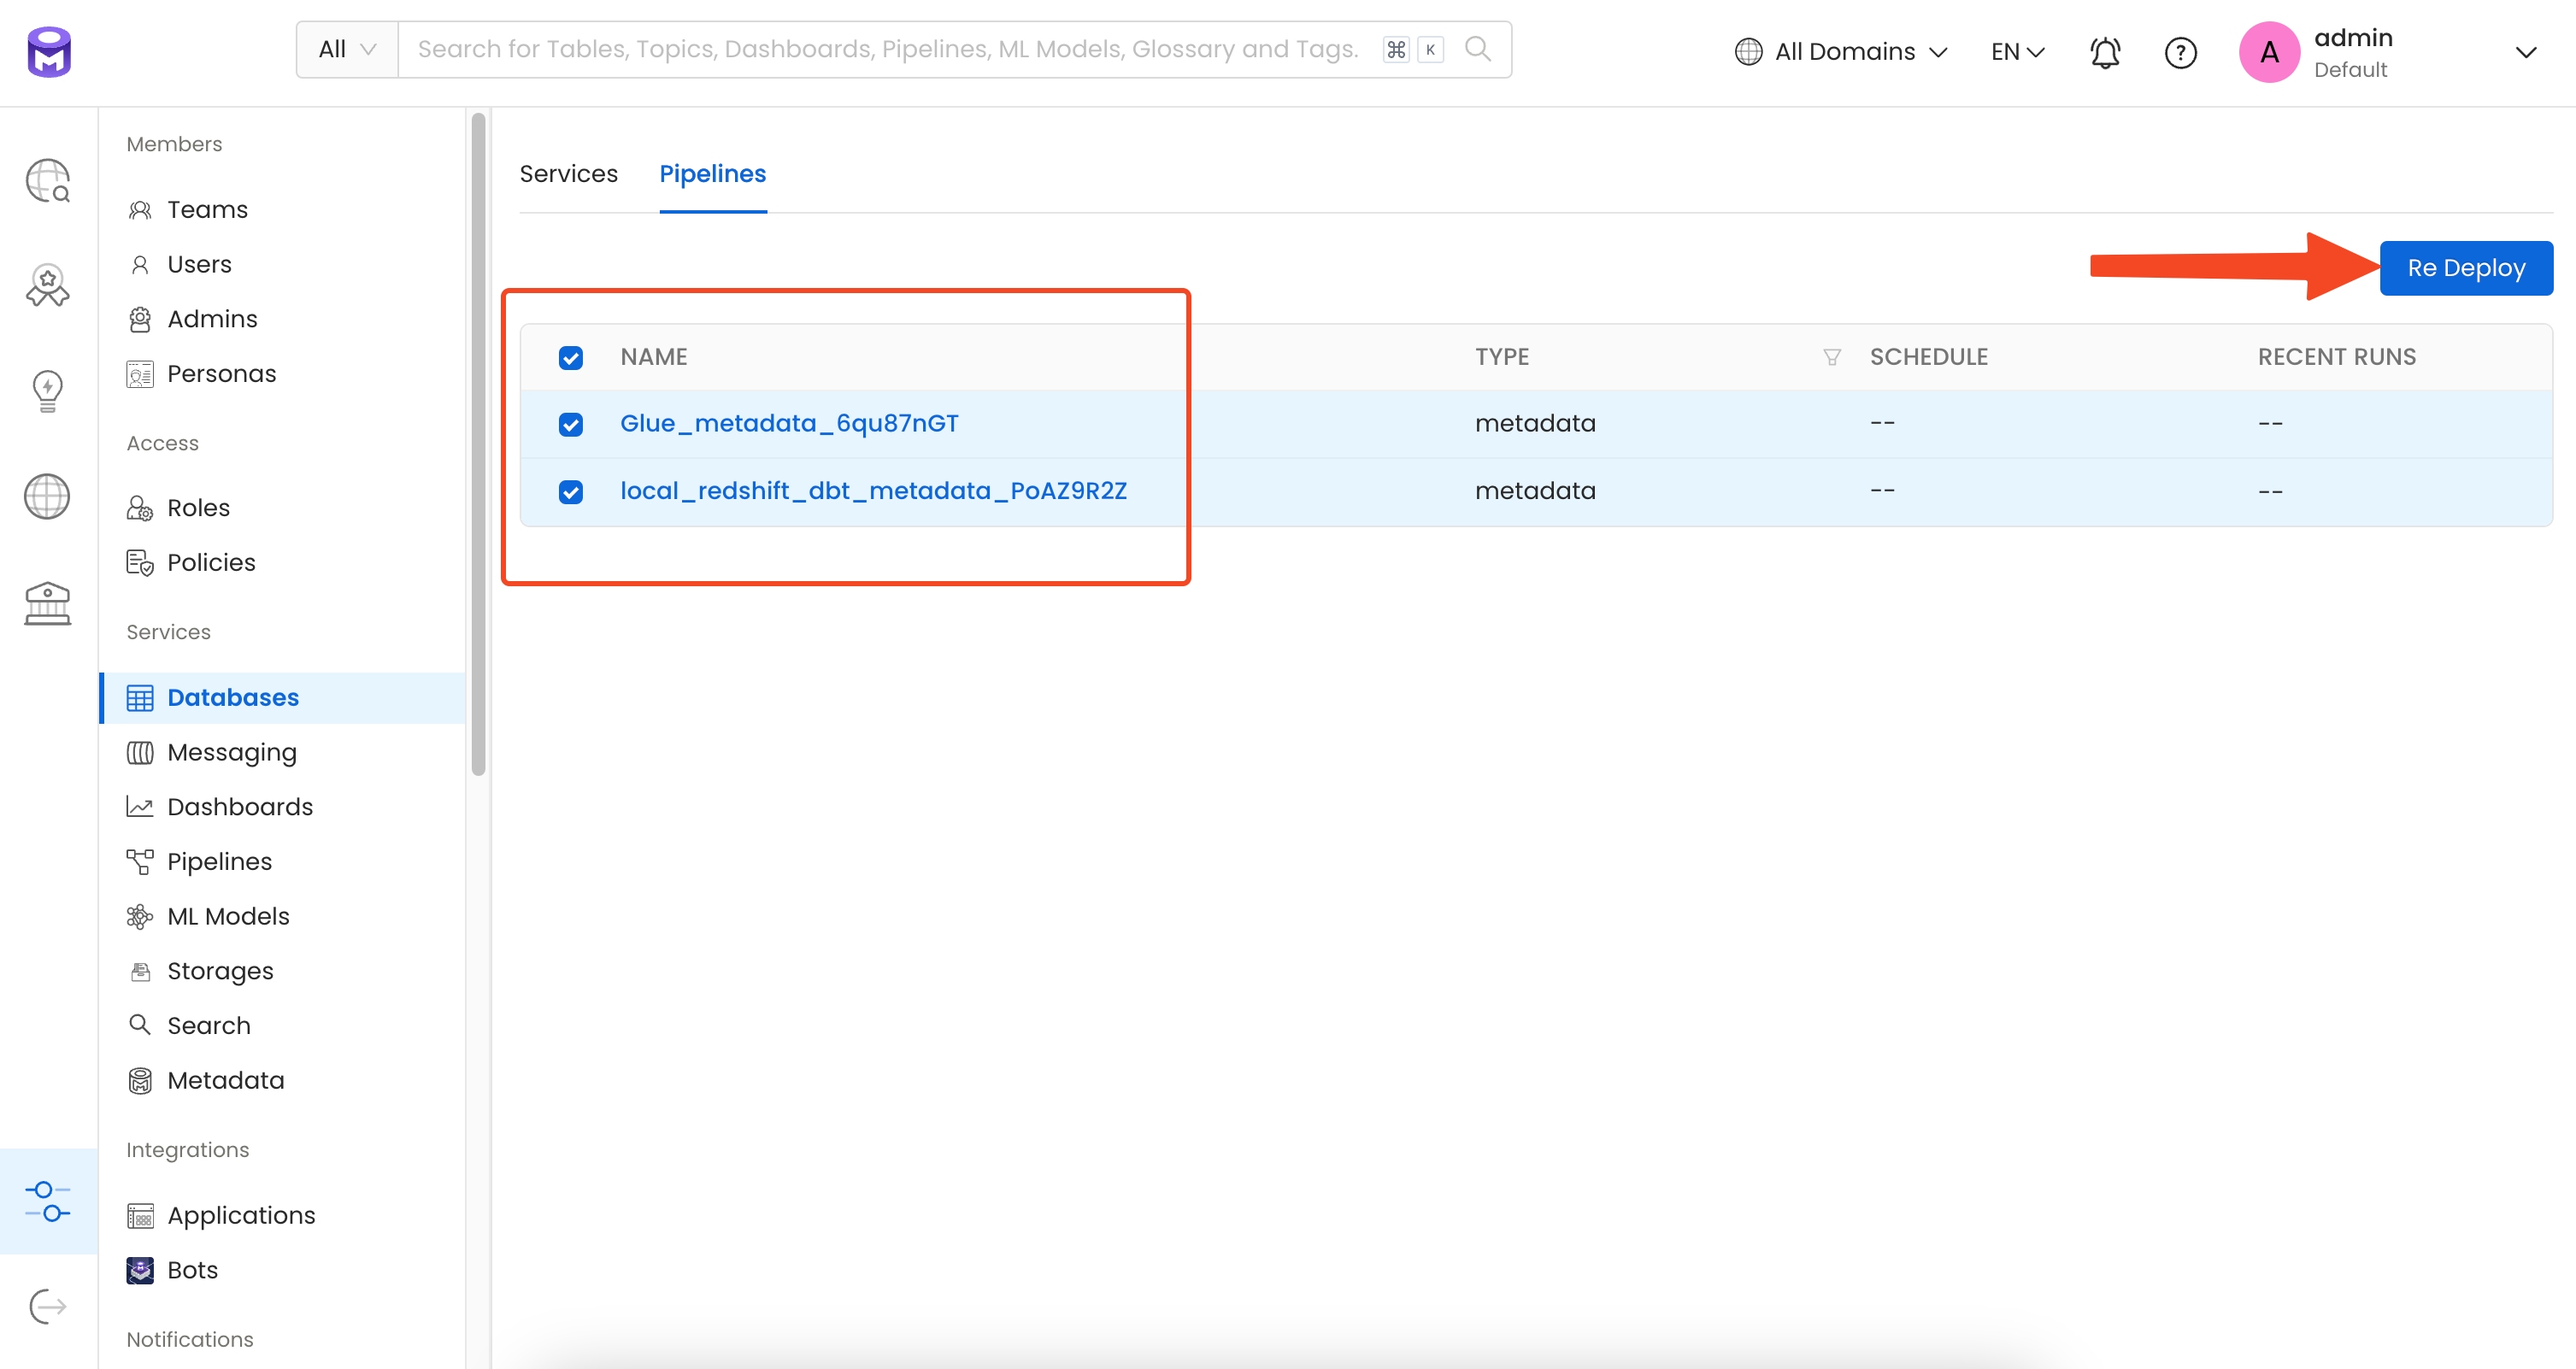 All
Search for Tables, Topics, Dashboards, Pipelines, ML Models, Glossary and Tags.
⌘ K
All Domains
EN
A
admin
Default
Members
Teams
Users
Admins
Personas
Access
Roles
Policies
Services
Databases
Messaging
Dashboards
Pipelines
ML Models
Storages
Search
Metadata
Integrations
Applications
Bots
Notifications
Services Pipelines
Re Deploy
NAME TYPE SCHEDULE RECENT RUNS
Glue_metadata_6qu87nGT metadata -- --
local_redshift_dbt_metadata_PoAZ9R2Z metadata -- --